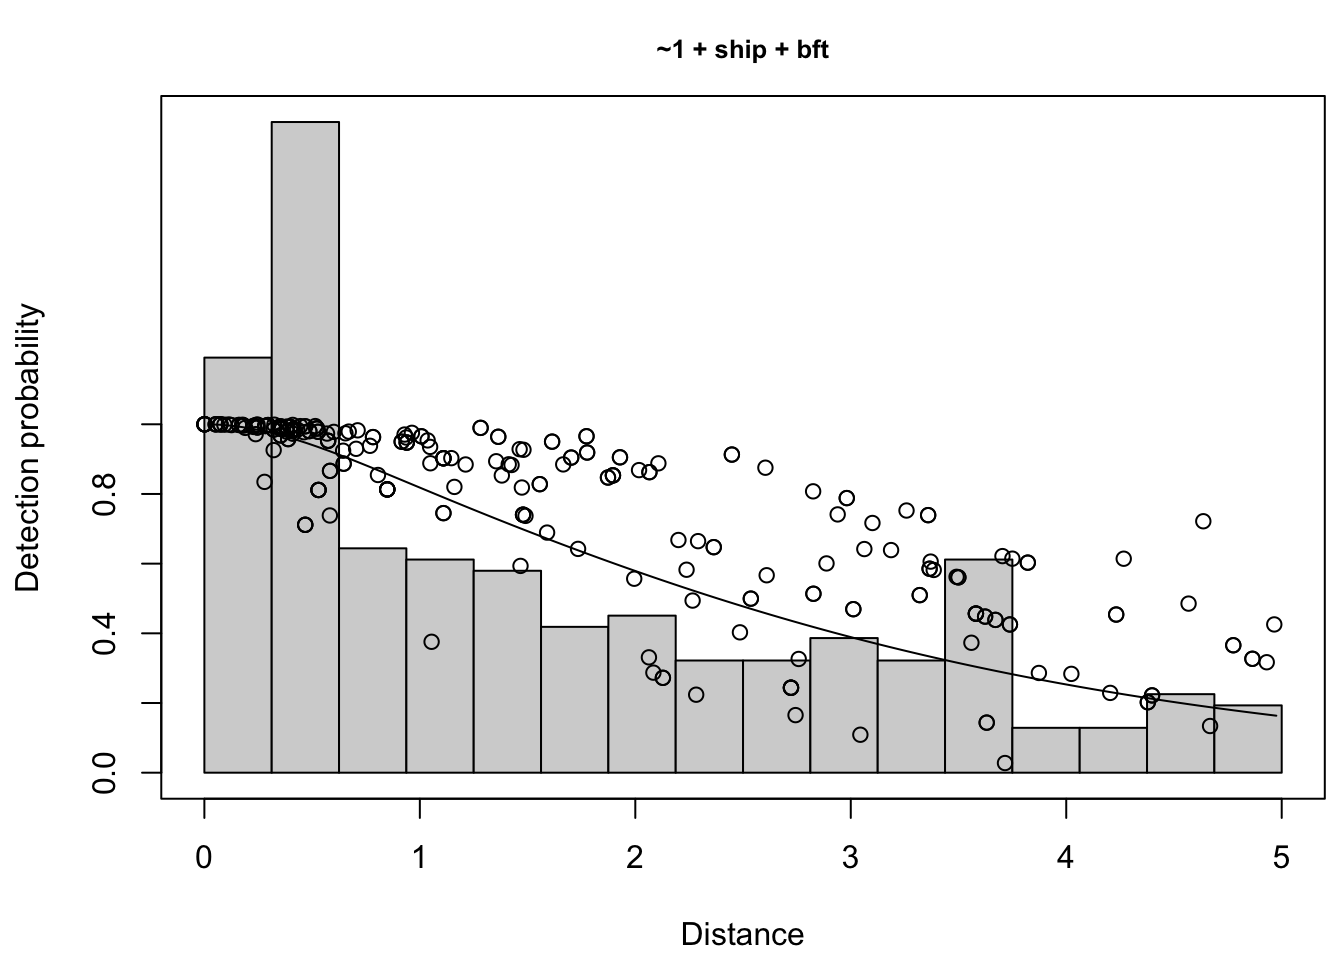 ~1 + ship + bft
Detection probability
0.8
0.4
0.0
0 1 2 3 4 5
Distance